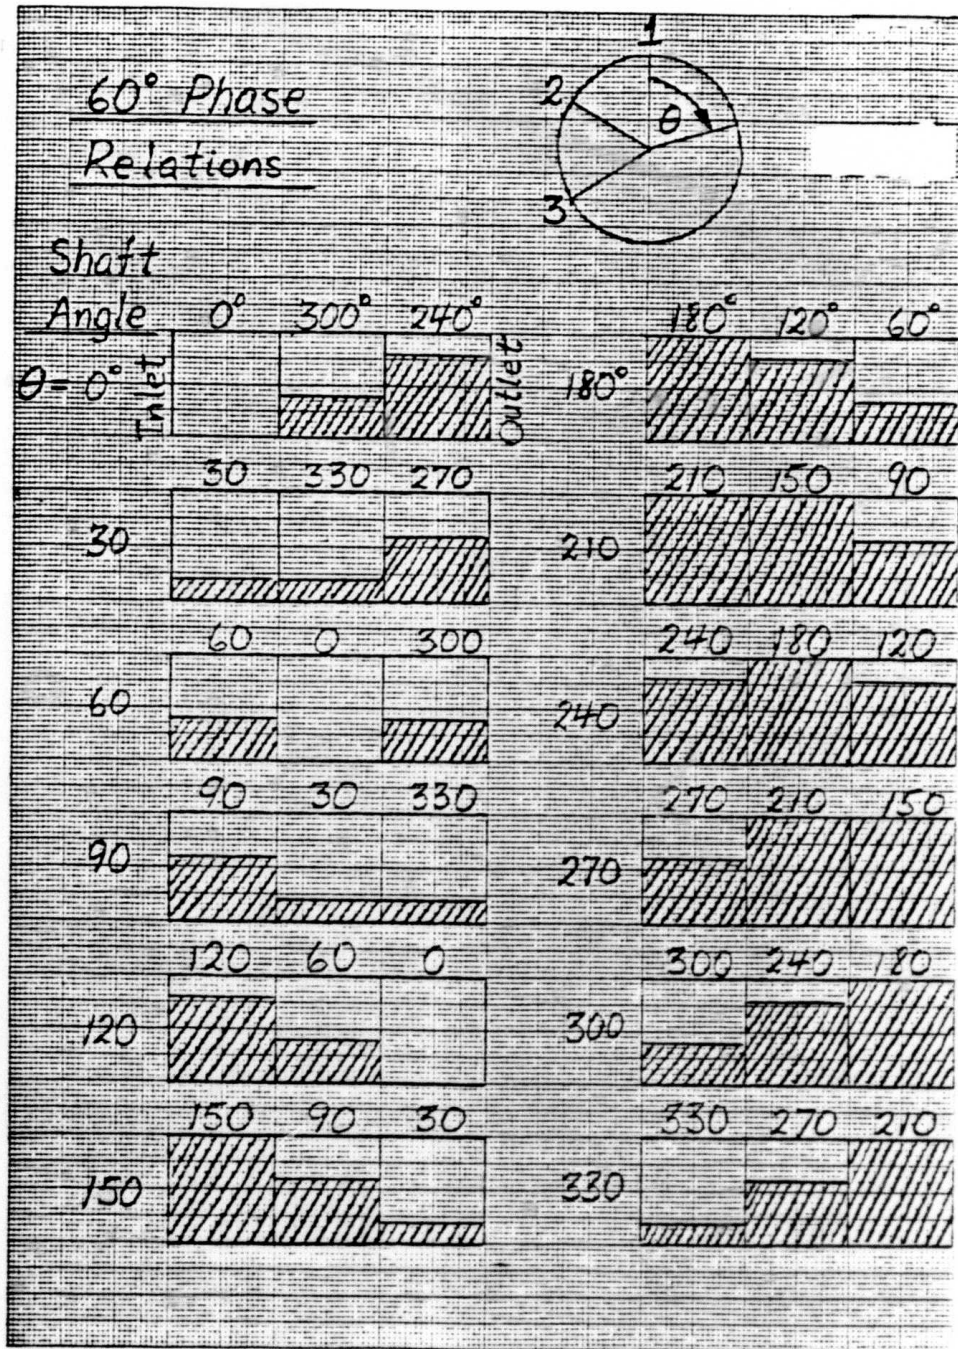 1
60° Phase
2
θ
Relations
3
Shaft
Angle 0° 300° 240° 180° 120° 60°
θ = 0° Inlet Outlet 180°
30 330 270 210 150 90
30 210
60 0 300 240 180 120
60 240
90 30 330 270 210 150
90 270
120 60 0 300 240 180
120 300
150 90 30 330 270 210
150 330